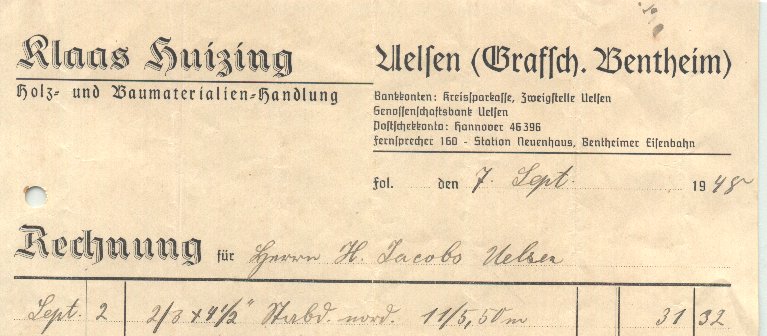 Klaas Huizing
Holz- und Baumaterialien-Handlung
Uelsen (Grafsch. Bentheim)
Bankkonten: Kreissparkasse, Zweigstelle Uelsen
Genossenschaftsbank Uelsen
Postscheckkonto: Hannover 46396
Fernsprecher 160 - Station Neuenhaus, Bentheimer Eisenbahn
Fol. den 7. Sept. 1948
Rechnung für Herrn H. Jacobs Uelsen
Sept. 2 2/3 x 4 1/2" nord. 11/5,50 m 31 32